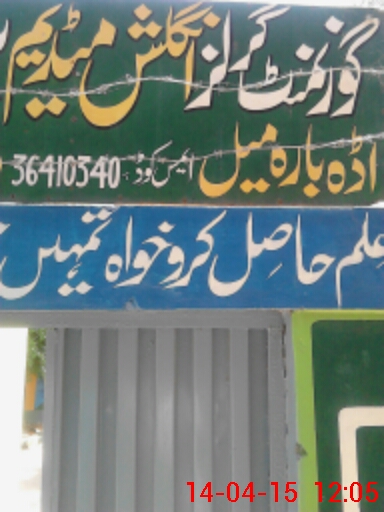 گورنمنٹ گرلز انگلش میڈیم
اڈہ بارہ میل ایمس کوڈ: 36410340
علم حاصل کرو خواہ تمہیں
14-04-15 12:05